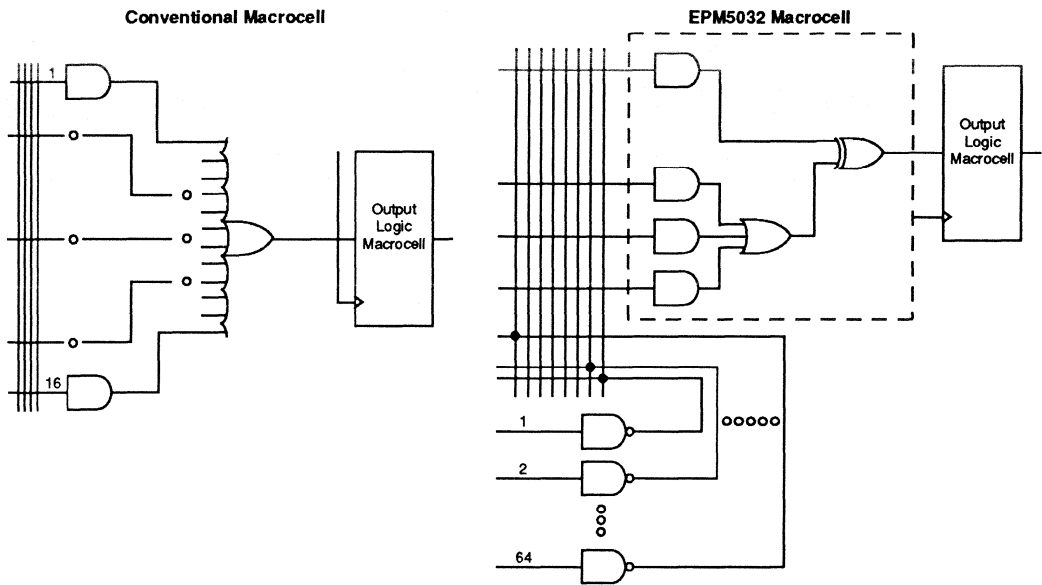 Conventional Macrocell
1
16
Output
Logic
Macrocell
EPM5032 Macrocell
Output
Logic
Macrocell
1
2
64